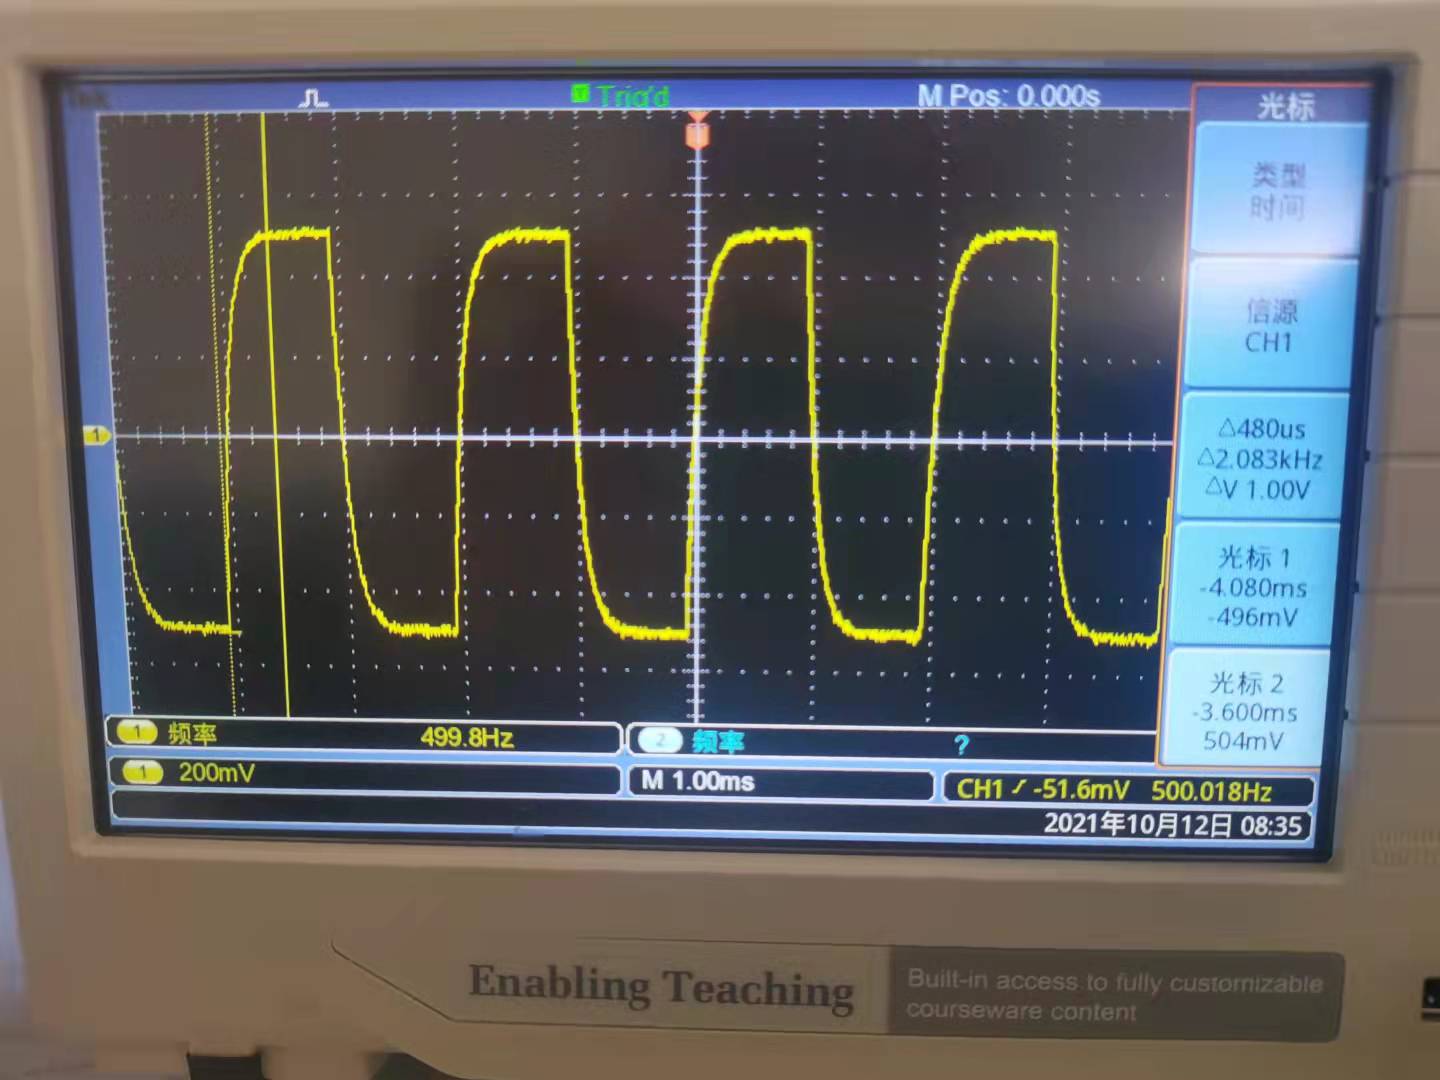 Tek
Trig'd
M Pos: 0.000s
光标
类型
时间
信源
CH1
△480us
△2.083kHz
△V 1.00V
光标 1
-4.080ms
-496mV
光标 2
-3.600ms
504mV
1
1 频率 499.8Hz
2 频率 ?
1 200mV
M 1.00ms
CH1 -51.6mV 500.018Hz
2021年10月12日 08:35
Enabling Teaching
Built-in access to fully customizable
courseware content